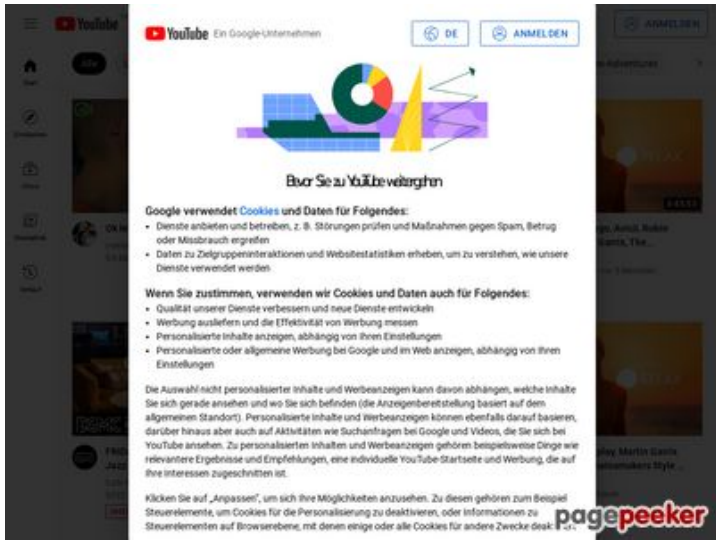 YouTube Ein Google-Unternehmen
DE
ANMELDEN
Bevor Sie zu YouTube weitergehen
Google verwendet Cookies und Daten für Folgendes:
• Dienste anbieten und betreiben, z. B. Störungen prüfen und Maßnahmen gegen Spam, Betrug
oder Missbrauch ergreifen
• Daten zu Zielgruppeninteraktionen und Websitestatistiken erheben, um zu verstehen, wie unsere
Dienste verwendet werden
Wenn Sie zustimmen, verwenden wir Cookies und Daten auch für Folgendes:
• Qualität unserer Dienste verbessern und neue Dienste entwickeln
• Werbung ausliefern und die Effektivität von Werbung messen
• Personalisierte Inhalte anzeigen, abhängig von Ihren Einstellungen
• Personalisierte oder allgemeine Werbung bei Google und im Web anzeigen, abhängig von Ihren
Einstellungen
Die Auswahl nicht personalisierter Inhalte und Werbeanzeigen kann davon abhängen, welche Inhalte
Sie sich gerade ansehen und wo Sie sich befinden (die Anzeigenbereitstellung basiert auf dem
allgemeinen Standort). Personalisierte Inhalte und Werbeanzeigen können ebenfalls darauf basieren,
darüber hinaus aber auch auf Aktivitäten wie Suchanfragen bei Google und Videos, die Sie sich bei
YouTube ansehen. Zu personalisierten Inhalten und Werbeanzeigen gehören beispielsweise Dinge wie
relevantere Ergebnisse und Empfehlungen, eine individuelle YouTube-Startseite und Werbung, die auf
Ihre Interessen zugeschnitten ist.
Klicken Sie auf „Anpassen", um sich Ihre Möglichkeiten anzusehen. Zu diesen gehören zum Beispiel
Steuerelemente, um Cookies für die Personalisierung zu deaktivieren, oder Informationen zu
Steuerelementen auf Browserebene, mit denen einige oder alle Cookies für andere Zwecke
YouTube
ANMELDEN
Alle
pagepeeker